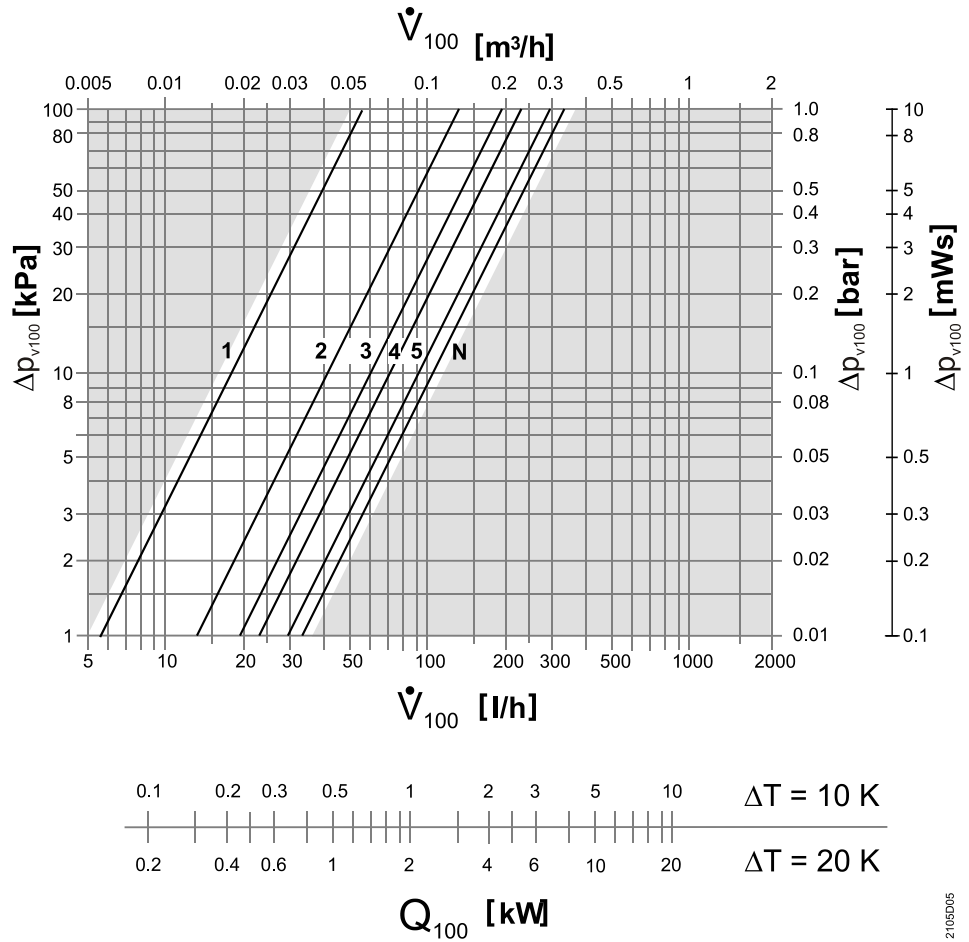 V̇100 [m³/h]
0.005 0.01 0.02 0.03 0.05 0.1 0.2 0.3 0.5 1 2
100 1.0 10
80 0.8 8
50 0.5 5
40 0.4 4
30 0.3 3
20 0.2 2
1 2 3 4 5 N
10 0.1 1
8 0.08
5 0.05 0.5
3 0.03 0.3
2 0.02 0.2
1 0.01 0.1
Δpv100 [kPa]
Δpv100 [bar]
Δpv100 [mWs]
5 10 20 30 50 100 200 300 500 1000 2000
V̇100 [l/h]
0.1 0.2 0.3 0.5 1 2 3 5 10 ΔT = 10 K
0.2 0.4 0.6 1 2 4 6 10 20 ΔT = 20 K
Q100 [kW]
2105D05